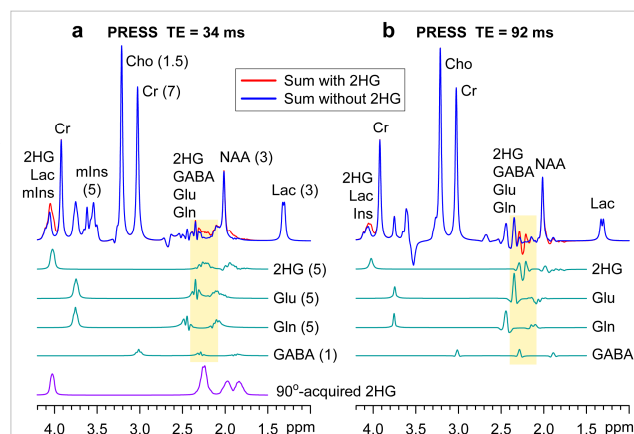 a PRESS TE = 34 ms
b PRESS TE = 92 ms
Cho (1.5)
Cr (7)
Sum with 2HG
Sum without 2HG
Cr
2HG
Lac
mIns
mIns
(5)
2HG
GABA
Glu
Gln
NAA (3)
Lac (3)
2HG (5)
Glu (5)
Gln (5)
GABA (1)
90°-acquired 2HG
4.0 3.5 3.0 2.5 2.0 1.5 ppm
Cho
Cr
Cr
2HG
Lac
Ins
2HG
GABA
Glu
Gln
NAA
Lac
2HG
Glu
Gln
GABA
4.0 3.5 3.0 2.5 2.0 1.5 ppm